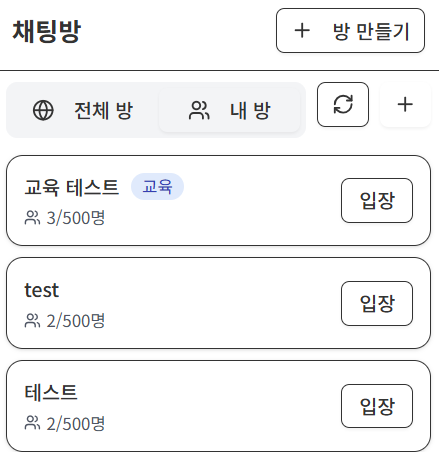 채팅방
+ 방 만들기
전체 방 내 방
교육 테스트 교육
3/500명
입장
test
2/500명
입장
테스트
2/500명
입장